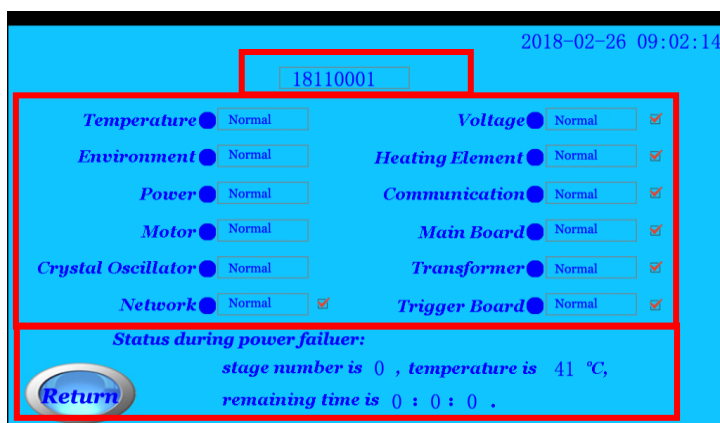 2018-02-26 09:02:14
18110001
Temperature Normal Voltage Normal
Environment Normal Heating Element Normal
Power Normal Communication Normal
Motor Normal Main Board Normal
Crystal Oscillator Normal Transformer Normal
Network Normal Trigger Board Normal
Status during power failuer:
stage number is 0 , temperature is 41 ℃,
Return remaining time is 0 : 0 : 0 .